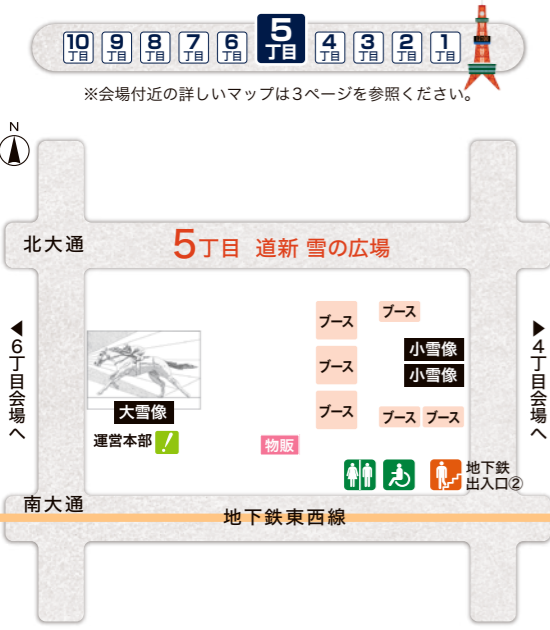 10丁目 9丁目 8丁目 7丁目 6丁目 5丁目 4丁目 3丁目 2丁目 1丁目
※会場付近の詳しいマップは3ページを参照ください。
N
北大通
5丁目 道新 雪の広場
◀6丁目会場へ
▶4丁目会場へ
ブース
ブース
小雪像
小雪像
ブース
ブース
ブース
ブース
大雪像
運営本部
物販
地下鉄
出入口②
南大通
地下鉄東西線